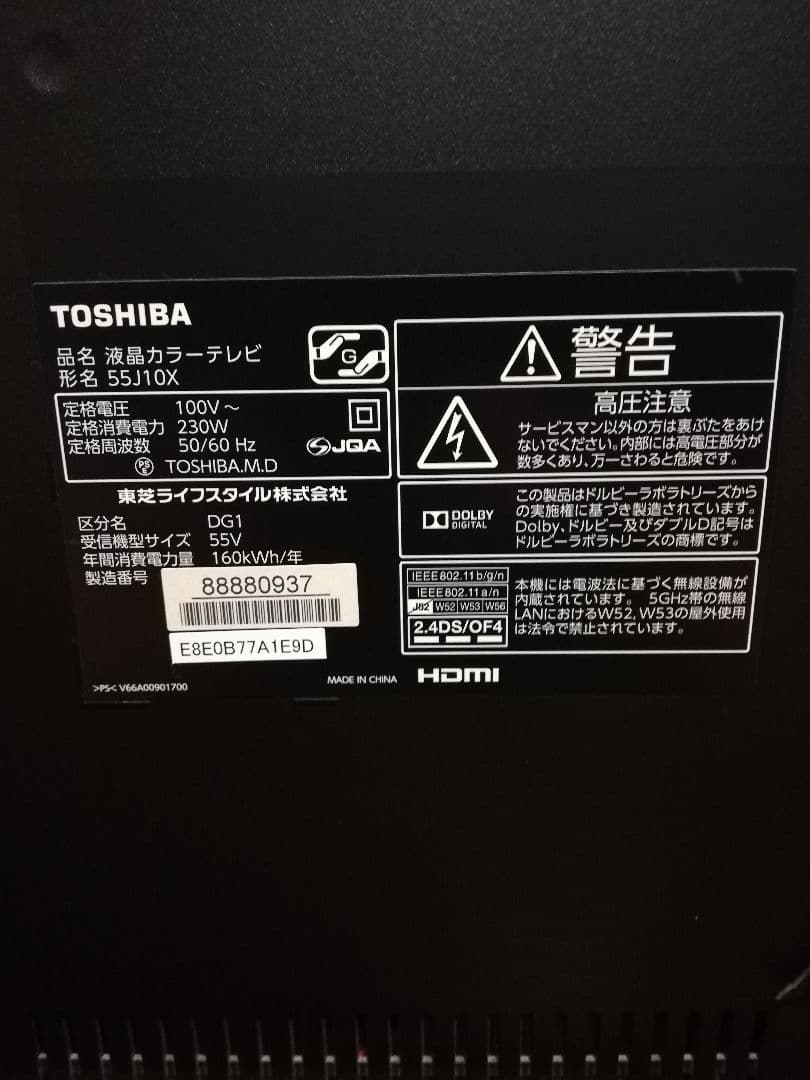 TOSHIBA
品名 液晶カラーテレビ
形名 55J10X
G
定格電圧 100V～
定格消費電力 230W
定格周波数 50/60 Hz
JQA
PSE TOSHIBA.M.D
東芝ライフスタイル株式会社
区分名 DG1
受信機型サイズ 55V
年間消費電力量 160kWh/年
製造番号
88880937
E8E0B77A1E9D
>PS< V66A00901700
MADE IN CHINA
HDMI
警告
高圧注意
サービスマン以外の方は裏ぶたをあけ
ないでください。内部には高電圧部分が
数多くあり、万一さわると危険です。
DOLBY
DIGITAL
この製品はドルビーラボラトリーズから
の実施権に基づき製造されています。
Dolby、ドルビー及びダブルD記号は
ドルビーラボラトリーズの商標です。
IEEE802.11b/g/n
IEEE802.11a/n
J52 W52 W53 W56
2.4DS/OF4
本機には電波法に基づく無線設備が
内蔵されています。 5GHz帯の無線
LANにおけるW52、W53の屋外使用
は法令で禁止されています。